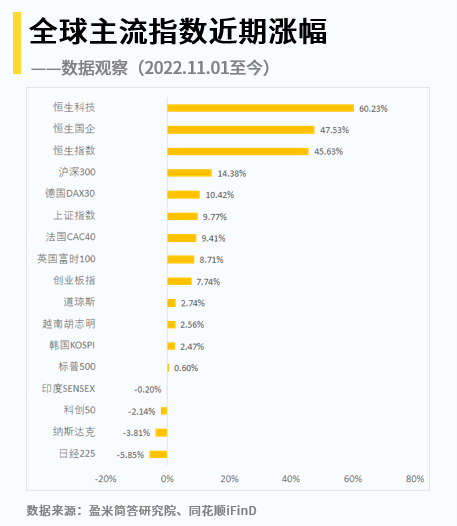 全球主流指数近期涨幅
——数据观察（2022.11.01至今）
恒生科技 60.23%
恒生国企 47.53%
恒生指数 45.63%
沪深300 14.38%
德国DAX30 10.42%
上证指数 9.77%
法国CAC40 9.41%
英国富时100 8.71%
创业板指 7.74%
道琼斯 2.74%
越南胡志明 2.56%
韩国KOSPI 2.47%
标普500 0.60%
印度SENSEX -0.20%
科创50 -2.14%
纳斯达克 -3.81%
日经225 -5.85%
-20% 0% 20% 40% 60% 80%
数据来源：盈米简答研究院、同花顺iFinD